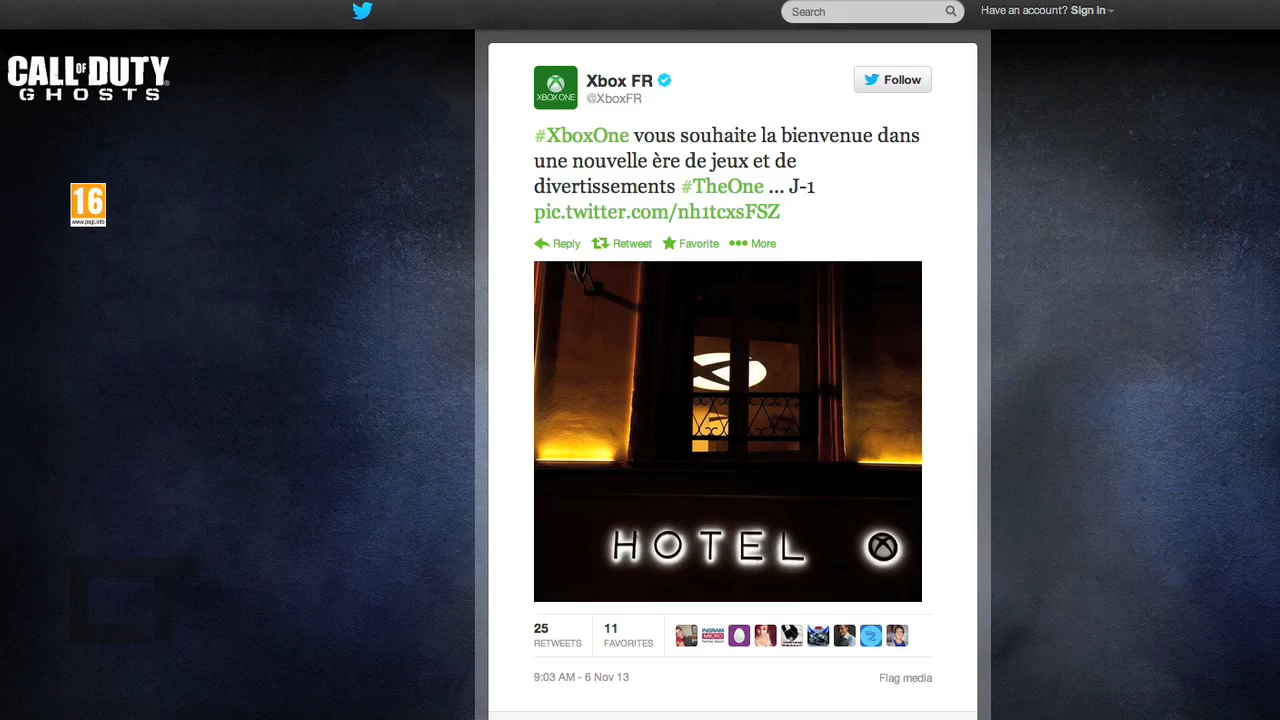 Search
Have an account? Sign in
CALL OF DUTY
GHOSTS
16
www.pegi.info
XBOX ONE
Xbox FR
@XboxFR
Follow
#XboxOne vous souhaite la bienvenue dans
une nouvelle ère de jeux et de
divertissements #TheOne ... J-1
pic.twitter.com/nh1tcxsFSZ
Reply Retweet Favorite More
HOTEL
25
RETWEETS
11
FAVORITES
INGRAM
MICRO
9:03 AM - 6 Nov 13
Flag media